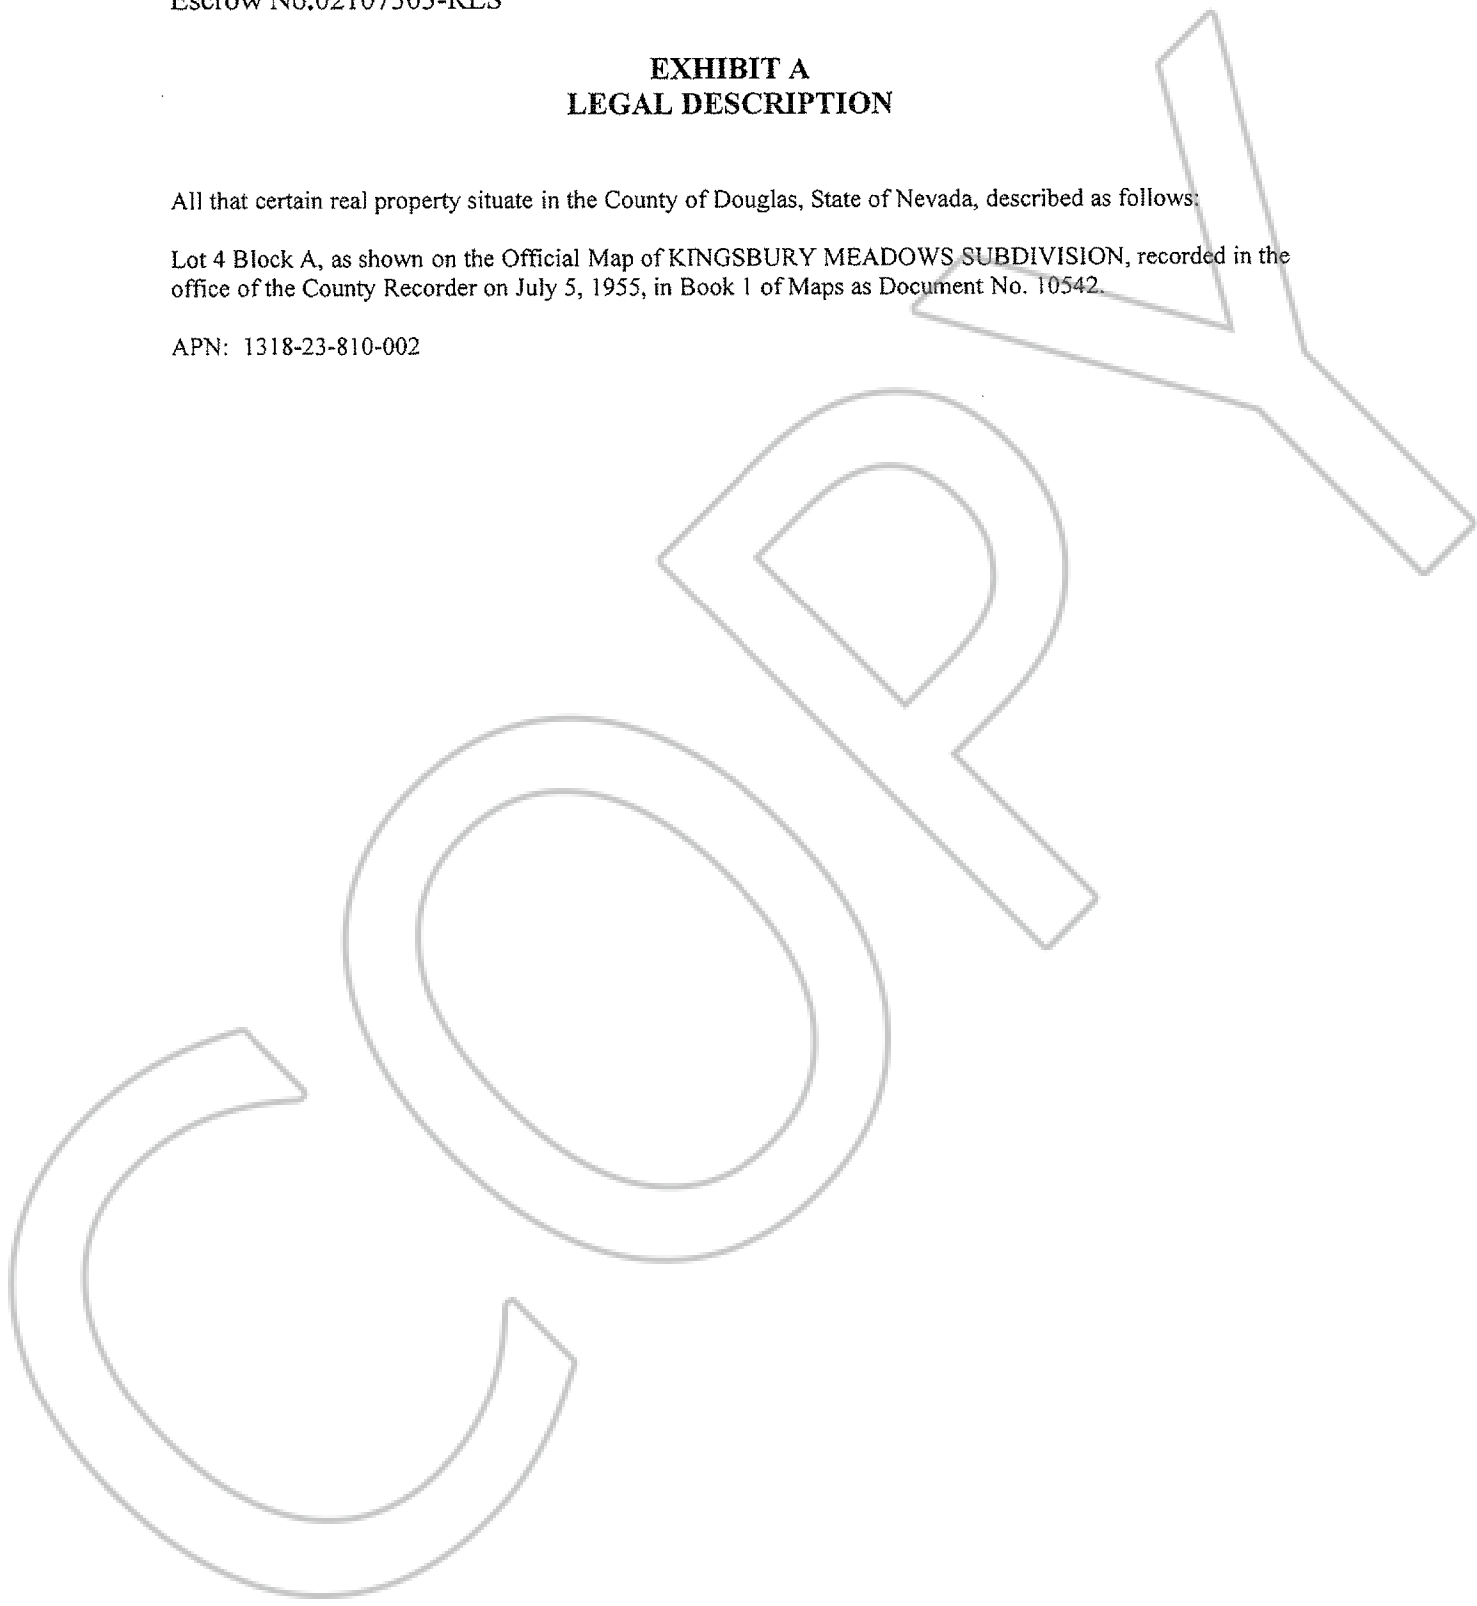 Escrow No.
EXHIBIT A
LEGAL DESCRIPTION
All that certain real property situate in the County of Douglas, State of Nevada, described as follows:
Lot 4 Block A, as shown on the Official Map of KINGSBURY MEADOWS SUBDIVISION, recorded in the
office of the County Recorder on July 5, 1955, in Book 1 of Maps as Document No. 10542.
APN: 1318-23-810-002
COPY